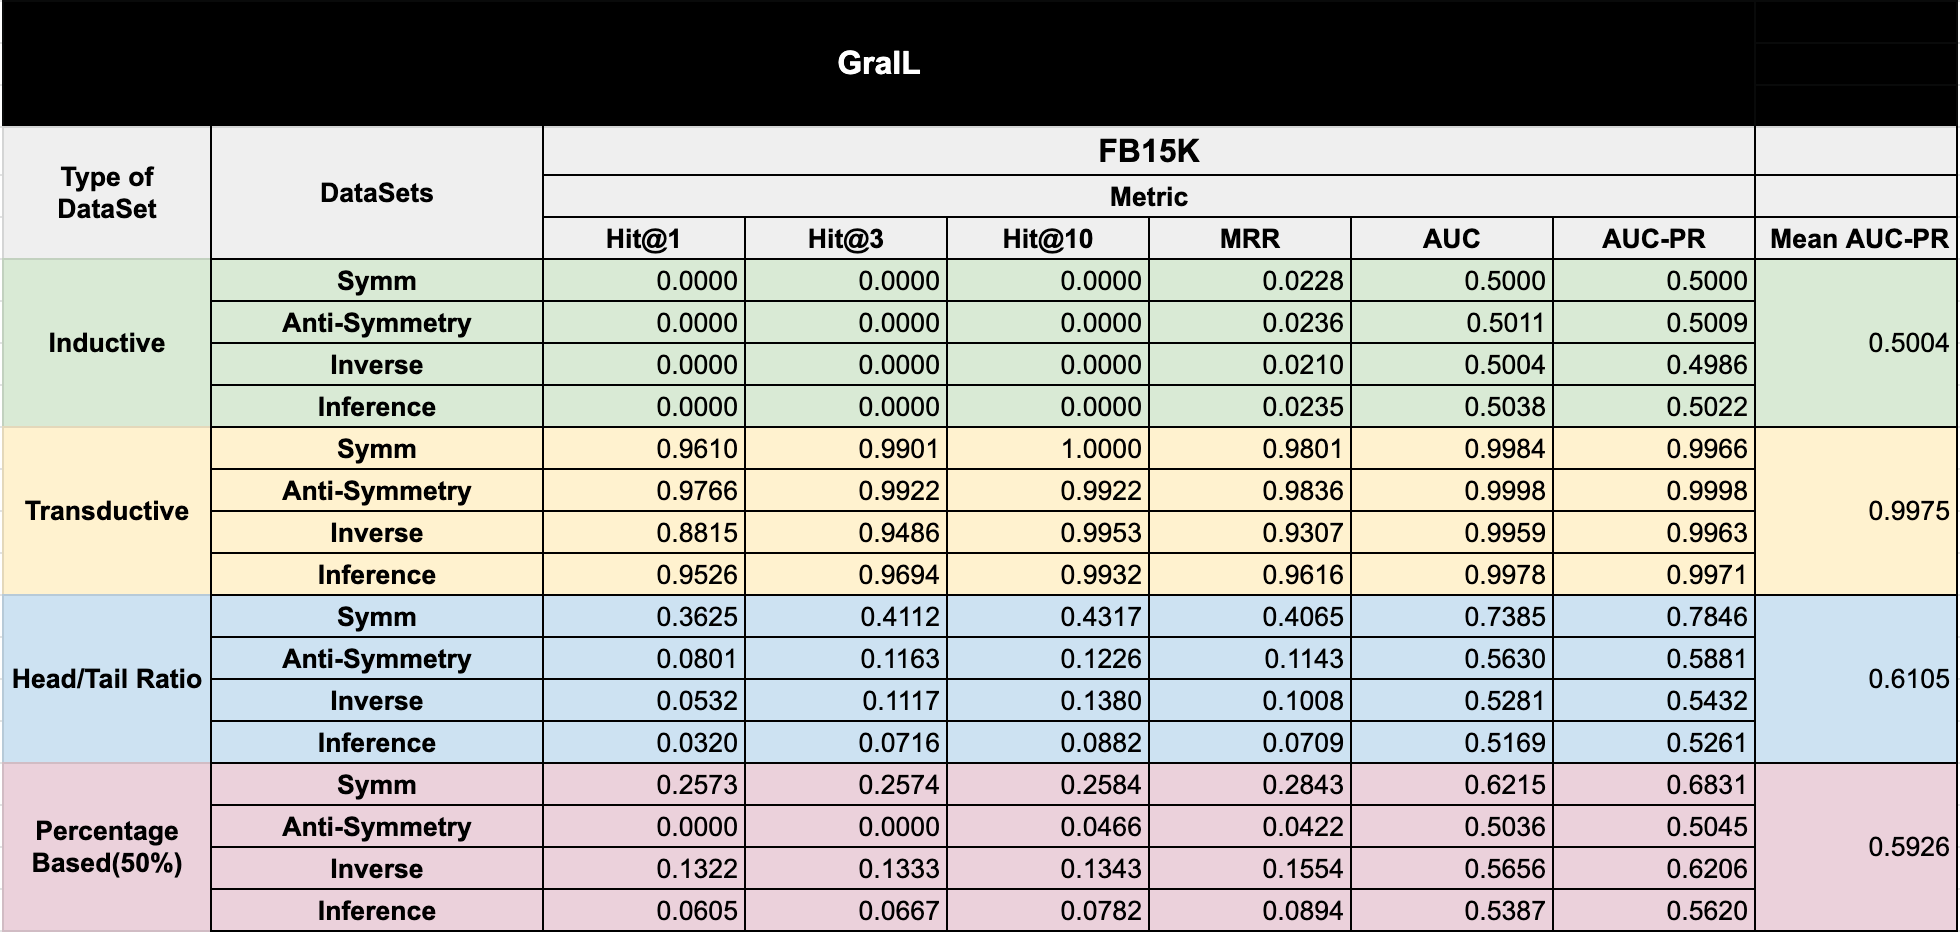 GraIL
FB15K
Type of
DataSet
DataSets
Metric
Hit@1 Hit@3 Hit@10 MRR AUC AUC-PR Mean AUC-PR
Inductive
Symm 0.0000 0.0000 0.0000 0.0228 0.5000 0.5000
Anti-Symmetry 0.0000 0.0000 0.0000 0.0236 0.5011 0.5009
0.5004
Inverse 0.0000 0.0000 0.0000 0.0210 0.5004 0.4986
Inference 0.0000 0.0000 0.0000 0.0235 0.5038 0.5022
Transductive
Symm 0.9610 0.9901 1.0000 0.9801 0.9984 0.9966
Anti-Symmetry 0.9766 0.9922 0.9922 0.9836 0.9998 0.9998
0.9975
Inverse 0.8815 0.9486 0.9953 0.9307 0.9959 0.9963
Inference 0.9526 0.9694 0.9932 0.9616 0.9978 0.9971
Head/Tail Ratio
Symm 0.3625 0.4112 0.4317 0.4065 0.7385 0.7846
Anti-Symmetry 0.0801 0.1163 0.1226 0.1143 0.5630 0.5881
0.6105
Inverse 0.0532 0.1117 0.1380 0.1008 0.5281 0.5432
Inference 0.0320 0.0716 0.0882 0.0709 0.5169 0.5261
Percentage
Based(50%)
Symm 0.2573 0.2574 0.2584 0.2843 0.6215 0.6831
Anti-Symmetry 0.0000 0.0000 0.0466 0.0422 0.5036 0.5045
0.5926
Inverse 0.1322 0.1333 0.1343 0.1554 0.5656 0.6206
Inference 0.0605 0.0667 0.0782 0.0894 0.5387 0.5620